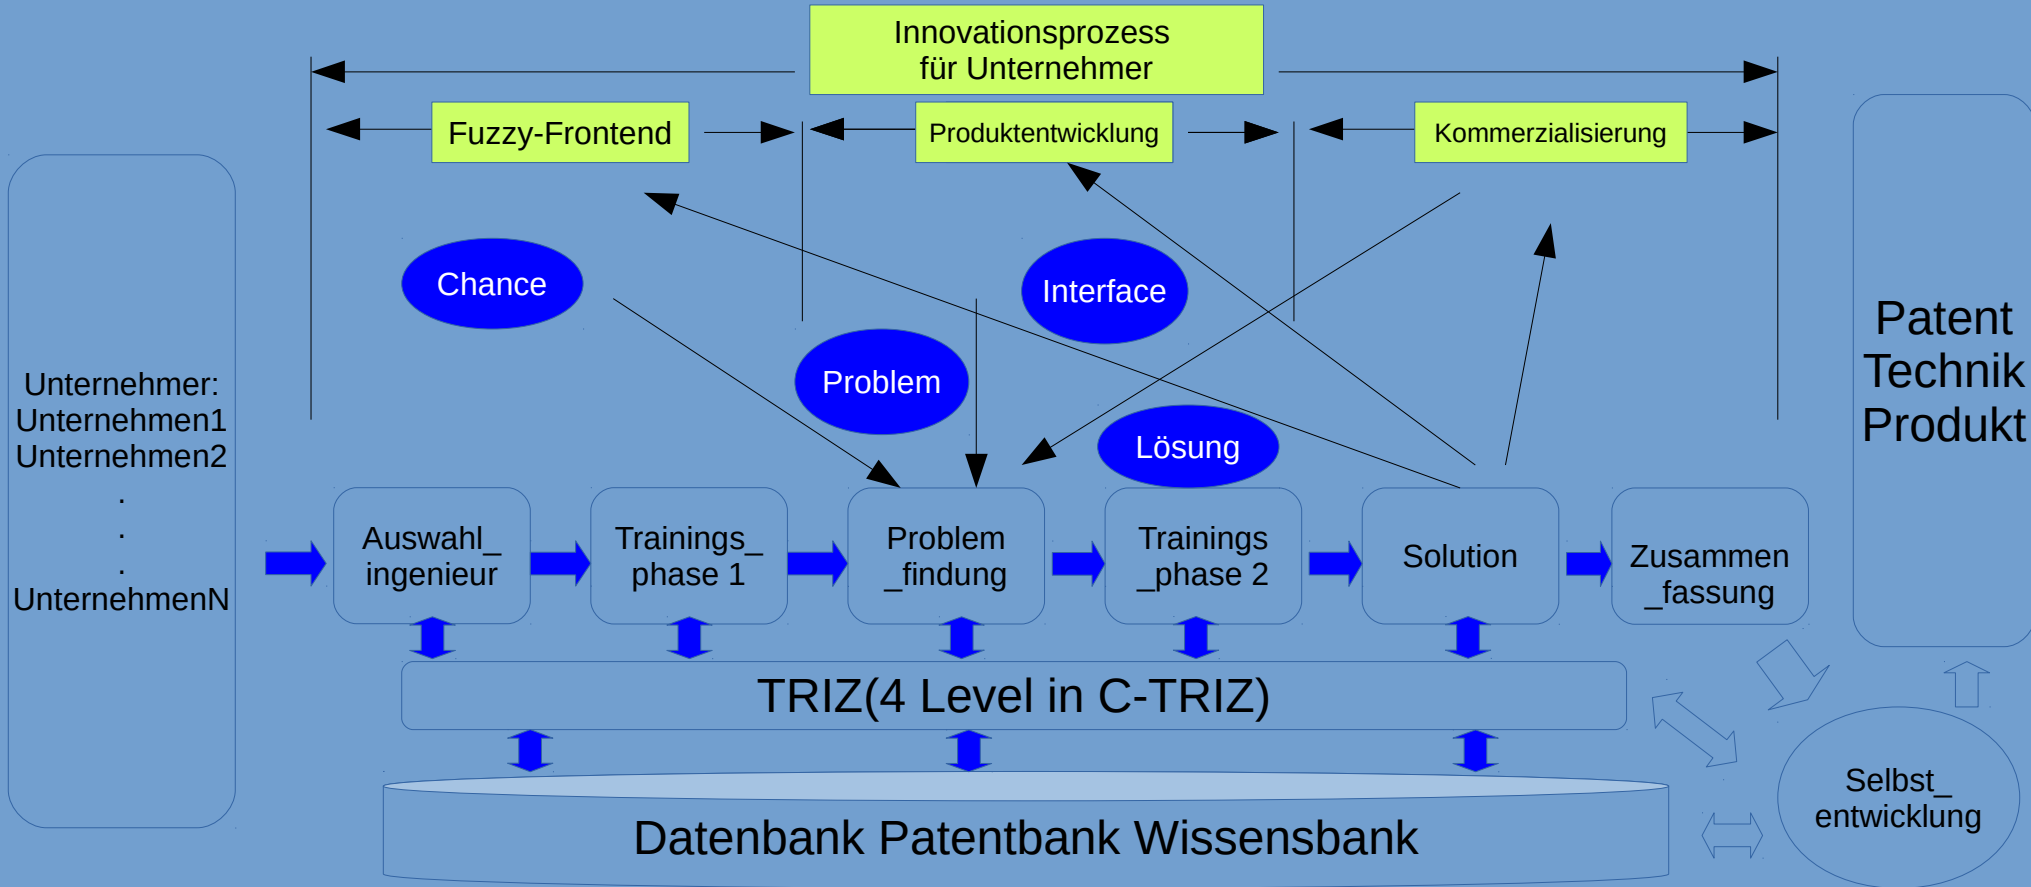 Innovationsprozess
für Unternehmer
Fuzzy-Frontend
Produktentwicklung
Kommerzialisierung
Chance
Interface
Problem
Lösung
Unternehmer:
Unternehmen1
Unternehmen2
.
.
.
UnternehmenN
Auswahl_
ingenieur
Trainings_
phase 1
Problem
_findung
Trainings
_phase 2
Solution
Zusammen
_fassung
Patent
Technik
Produkt
TRIZ(4 Level in C-TRIZ)
Datenbank Patentbank Wissensbank
Selbst_
entwicklung